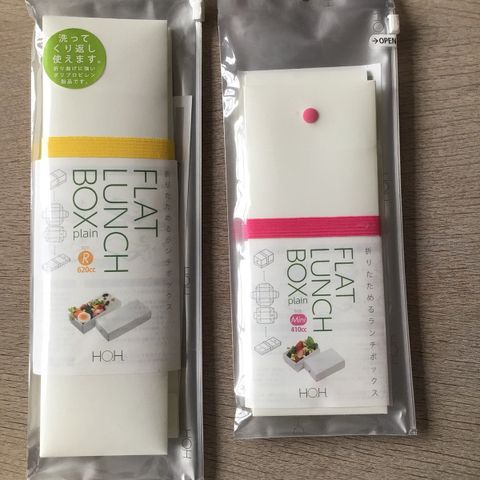 洗って
くり返し
使えます。
折り曲げに強い
ポリプロピレン
製品です。
FLAT
LUNCH
BOX plain
R
620cc
折りたためるランチボックス
H.O.H.
H.O.H.
→OPEN
FLAT
LUNCH
BOX plain
Mini
410cc
折りたためるランチボックス
H.O.H.
H.O.H.